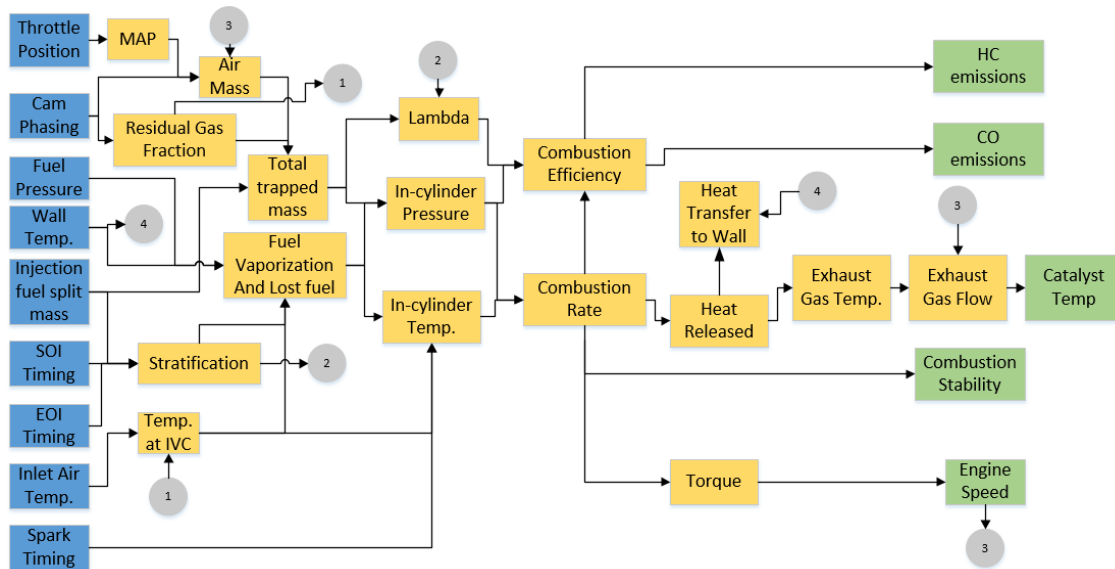 Throttle
Position
MAP
3
Air
Mass
1
2
HC
emissions
Cam
Phasing
Residual Gas
Fraction
Lambda
Combustion
Efficiency
CO
emissions
Fuel
Pressure
Total
trapped
mass
In-cylinder
Pressure
Heat
Transfer
to Wall
4
3
Wall
Temp.
4
Fuel
Vaporization
And Lost fuel
Injection
fuel split
mass
In-cylinder
Temp.
Combustion
Rate
Heat
Released
Exhaust
Gas Temp.
Exhaust
Gas Flow
Catalyst
Temp
SOI
Timing
Stratification
2
Combustion
Stability
EOI
Timing
Temp.
at IVC
Inlet Air
Temp.
1
Torque
Engine
Speed
Spark
Timing
3